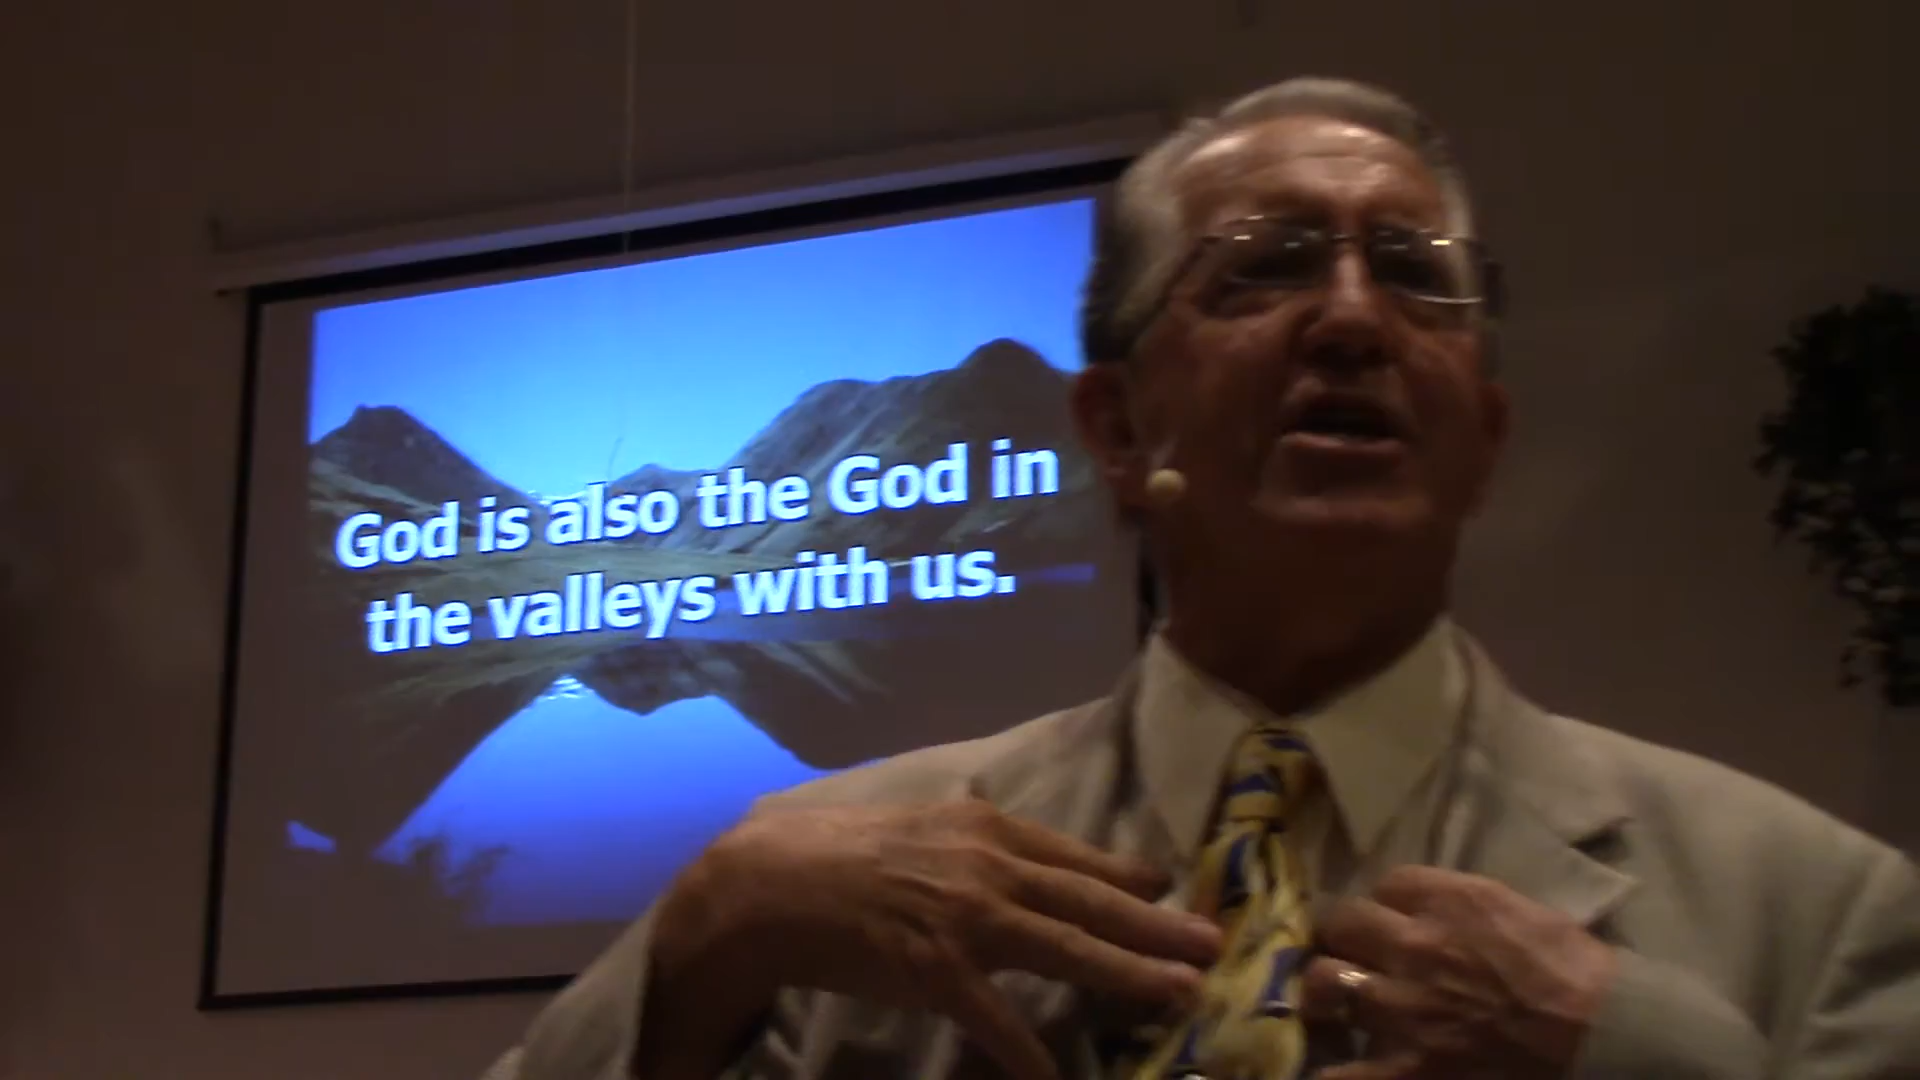 God is also the God in
the valleys with us.